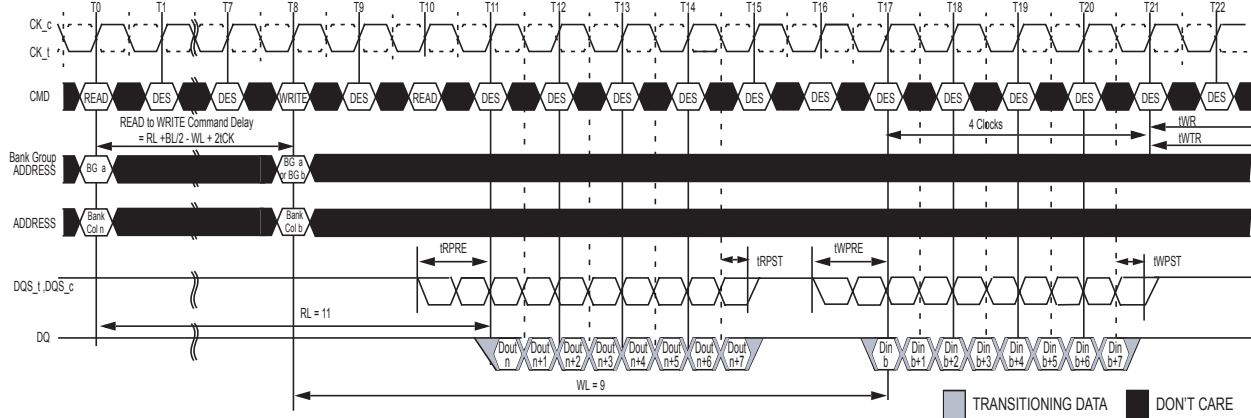 T0 T1 T7 T8 T9 T10 T11 T12 T13 T14 T15 T16 T17 T18 T19 T20 T21 T22
CK_c
CK_t
CMD READ DES DES WRITE DES READ DES DES DES DES DES DES DES DES DES DES DES DES
READ to WRITE Command Delay
= RL +BL/2 - WL + 2tCK
4 Clocks
tWR
tWTR
Bank Group
ADDRESS
BG a
BG a
or BG b
ADDRESS
Bank
Col n
Bank
Col b
tRPRE
tRPST
tWPRE
tWPST
DQS_t ,DQS_c
RL = 11
DQ
Dout Dout Dout Dout Dout Dout Dout Dout
n n+1 n+2 n+3 n+4 n+5 n+6 n+7
Din Din Din Din Din Din Din Din
b b+1 b+2 b+3 b+4 b+5 b+6 b+7
WL = 9
TRANSITIONING DATA
DON'T CARE